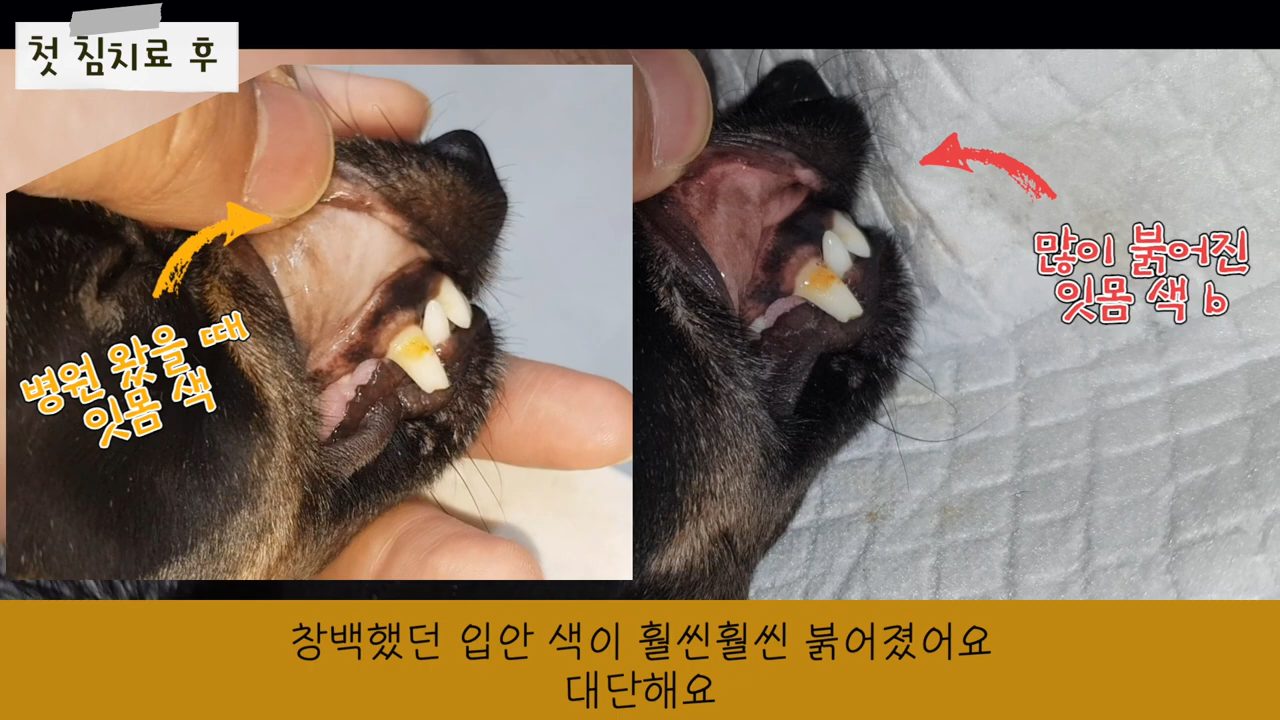 첫 침치료 후
병원 왔을 때
잇몸 색
많이 붉어진
잇몸 색 b
창백했던 입안 색이 훨씬훨씬 붉어졌어요
대단해요